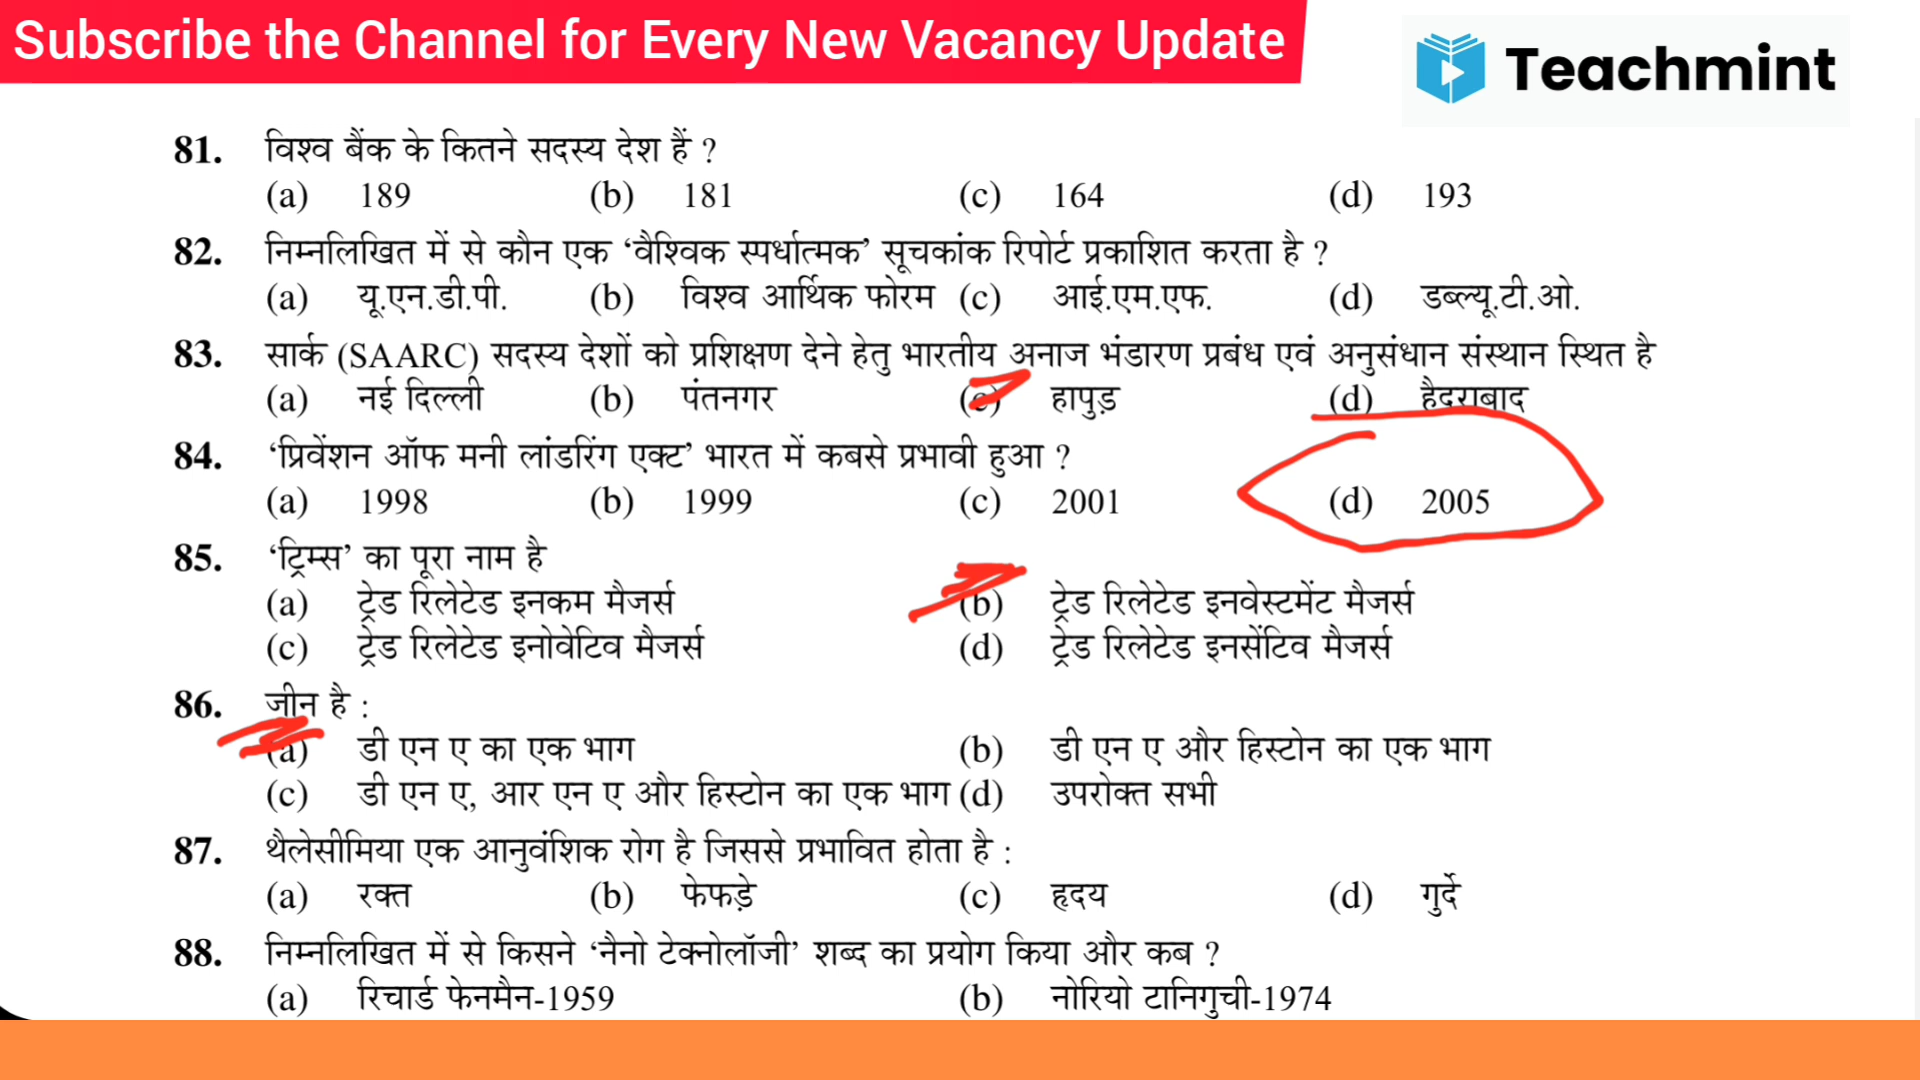 Subscribe the Channel for Every New Vacancy Update
Teachmint
81. विश्व बैंक के कितने सदस्य देश हैं ?
(a) 189 (b) 181 (c) 164 (d) 193
82. निम्नलिखित में से कौन एक ‘वैश्विक स्पर्धात्मक’ सूचकांक रिपोर्ट प्रकाशित करता है ?
(a) यू.एन.डी.पी. (b) विश्व आर्थिक फोरम (c) आई.एम.एफ. (d) डब्ल्यू.टी.ओ.
83. सार्क (SAARC) सदस्य देशों को प्रशिक्षण देने हेतु भारतीय अनाज भंडारण प्रबंध एवं अनुसंधान संस्थान स्थित है
(a) नई दिल्ली (b) पंतनगर (c) हापुड़ (d) हैदराबाद
84. ‘प्रिवेंशन ऑफ मनी लांडरिंग एक्ट’ भारत में कबसे प्रभावी हुआ ?
(a) 1998 (b) 1999 (c) 2001 (d) 2005
85. ‘ट्रिम्स’ का पूरा नाम है
(a) ट्रेड रिलेटेड इनकम मैजर्स (b) ट्रेड रिलेटेड इनवेस्टमेंट मैजर्स
(c) ट्रेड रिलेटेड इनोवेटिव मैजर्स (d) ट्रेड रिलेटेड इनसेंटिव मैजर्स
86. जीन है :
(a) डी एन ए का एक भाग (b) डी एन ए और हिस्टोन का एक भाग
(c) डी एन ए, आर एन ए और हिस्टोन का एक भाग (d) उपरोक्त सभी
87. थैलेसीमिया एक आनुवंशिक रोग है जिससे प्रभावित होता है :
(a) रक्त (b) फेफड़े (c) हृदय (d) गुर्दे
88. निम्नलिखित में से किसने ‘नैनो टेक्नोलॉजी’ शब्द का प्रयोग किया और कब ?
(a) रिचार्ड फेनमैन-1959 (b) नोरियो टानिगुची-1974